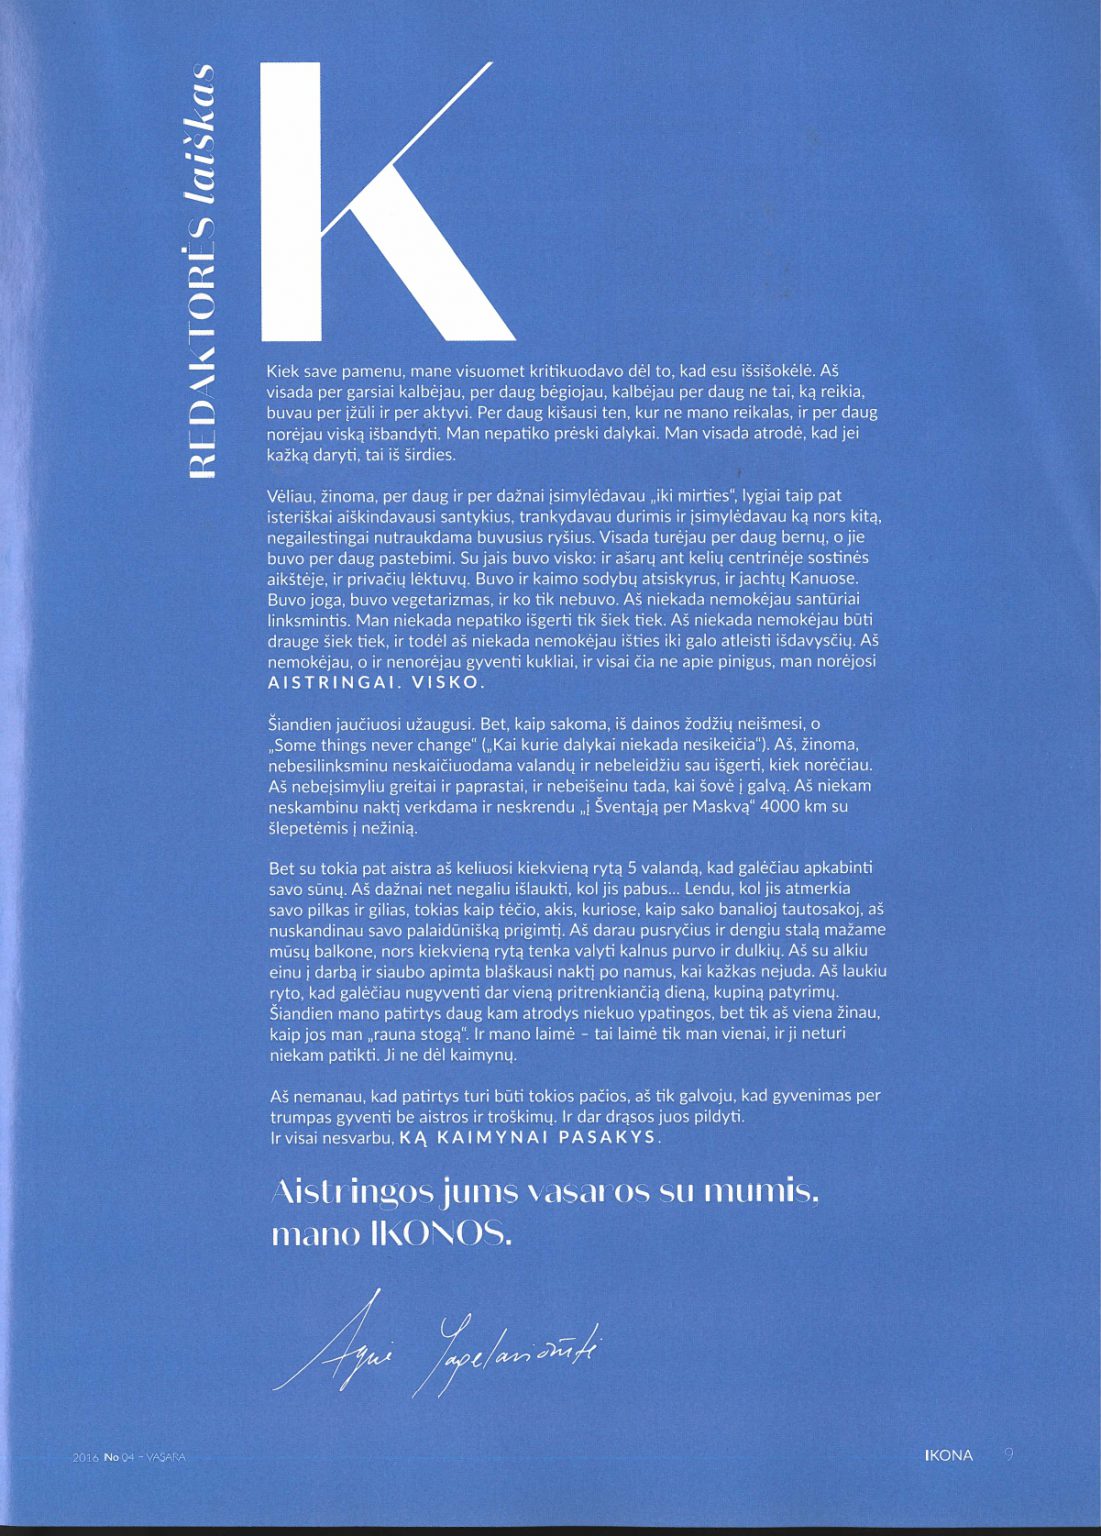 REDAKTORĖS laiškas
K
Kiek save pamenu, mane visuomet kritikuodavo dėl to, kad esu išsišokėlė. Aš
visada per garsiai kalbėjau, per daug bėgiojau, kalbėjau per daug ne tai, ką reikia,
buvau per įžūli ir per aktyvi. Per daug kišausi ten, kur ne mano reikalas, ir per daug
norėjau viską išbandyti. Man nepatiko prėski dalykai. Man visada atrodė, kad jei
kažką daryti, tai iš širdies.
Vėliau, žinoma, per daug ir per dažnai įsimylėdavau „iki mirties“, lygiai taip pat
isteriškai aiškindavausi santykius, trankydavau durimis ir įsimylėdavau ką nors kitą,
negailestingai nutraukdama buvusius ryšius. Visada turėjau per daug bernų, o jie
buvo per daug pastebimi. Su jais buvo visko: ir ašarų ant kelių centrinėje sostinės
aikštėje, ir privačių lėktuvų. Buvo ir kaimo sodybų atsiskyrus, ir jachtų Kanuose.
Buvo joga, buvo vegetarizmas, ir ko tik nebuvo. Aš niekada nemokėjau santūriai
linksmintis. Man niekada nepatiko išgerti tik šiek tiek. Aš niekada nemokėjau būti
drauge šiek tiek, ir todėl aš niekada nemokėjau išties iki galo atleisti išdavysčių. Aš
nemokėjau, o ir nenorėjau gyventi kukliai, ir visai čia ne apie pinigus, man norėjosi
AISTRINGAI. VISKO.
Šiandien jaučiuosi užaugusi. Bet, kaip sakoma, iš dainos žodžių neišmesi, o
„Some things never change“ („Kai kurie dalykai niekada nesikeičia“). Aš, žinoma,
nebesilinksminu neskaičiuodama valandų ir nebeleidžiu sau išgerti, kiek norėčiau.
Aš nebeįsimyliu greitai ir paprastai, ir nebeišeinu tada, kai šovė į galvą. Aš niekam
neskambinu naktį verkdama ir neskrendu „į Šventąją per Maskvą“ 4000 km su
šlepetėmis į nežinią.
Bet su tokia pat aistra aš keliuosi kiekvieną rytą 5 valandą, kad galėčiau apkabinti
savo sūnų. Aš dažnai net negaliu išlaukti, kol jis pabus... Lendu, kol jis atmerkia
savo pilkas ir gilias, tokias kaip tėčio, akis, kuriose, kaip sako banalioj tautosakoj, aš
nuskandinau savo palaidūnišką prigimtį. Aš darau pusryčius ir dengiu stalą mažame
mūsų balkone, nors kiekvieną rytą tenka valyti kalnus purvo ir dulkių. Aš su alkiu
einu į darbą ir siaubo apimta blaškausi naktį po namus, kai kažkas nejuda. Aš laukiu
ryto, kad galėčiau nugyventi dar vieną pritrenkiančią dieną, kupiną patyrimų.
Šiandien mano patirtys daug kam atrodys niekuo ypatingos, bet tik aš viena žinau,
kaip jos man „rauna stogą“. Ir mano laimė – tai laimė tik man vienai, ir ji neturi
niekam patikti. Ji ne dėl kaimynų.
Aš nemanau, kad patirtys turi būti tokios pačios, aš tik galvoju, kad gyvenimas per
trumpas gyventi be aistros ir troškimų. Ir dar drąsos juos pildyti.
Ir visai nesvarbu, KĄ KAIMYNAI PASAKYS.
Aistringos jums vasaros su mumis,
mano IKONOS.
Agnė Jagelavičiūtė
2016 No 04 – VASARA
IKONA 9